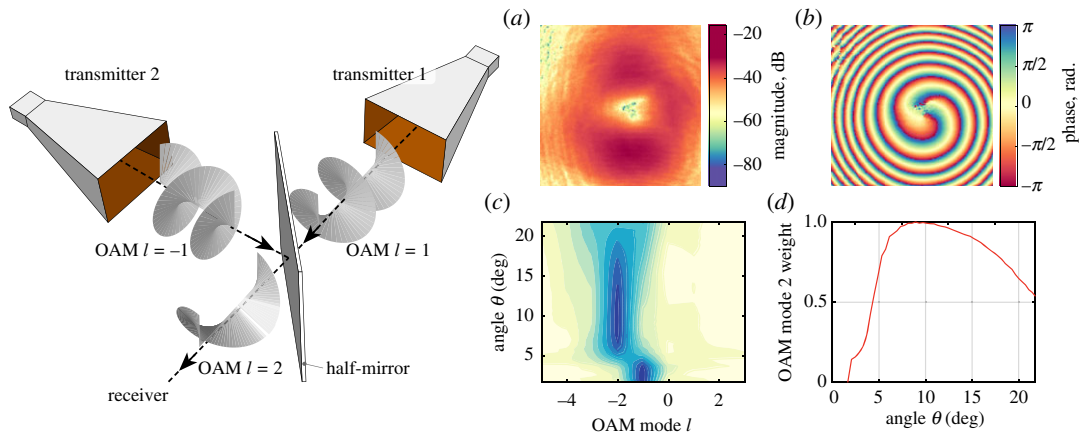 transmitter 2
transmitter 1
OAM l = –1
OAM l = 1
OAM l = 2
half-mirror
receiver
(a)
–20
–40
–60
–80
magnitude, dB
(b)
π
π/2
0
–π/2
–π
phase, rad.
(c)
20
15
10
5
angle θ (deg)
–4
–2
0
2
OAM mode l
(d)
1.0
0.5
0
OAM mode 2 weight
0
5
10
15
20
angle θ (deg)